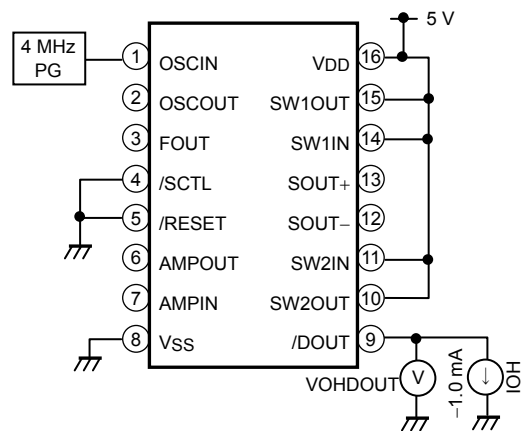 5 V
4 MHz
PG
1 OSCIN
2 OSCOUT
3 FOUT
4 /SCTL
5 /RESET
6 AMPOUT
7 AMPIN
8 VSS
VDD 16
SW1OUT 15
SW1IN 14
SOUT+ 13
SOUT− 12
SW2IN 11
SW2OUT 10
/DOUT 9
VOHDOUT V
−1.0 mA
IOH